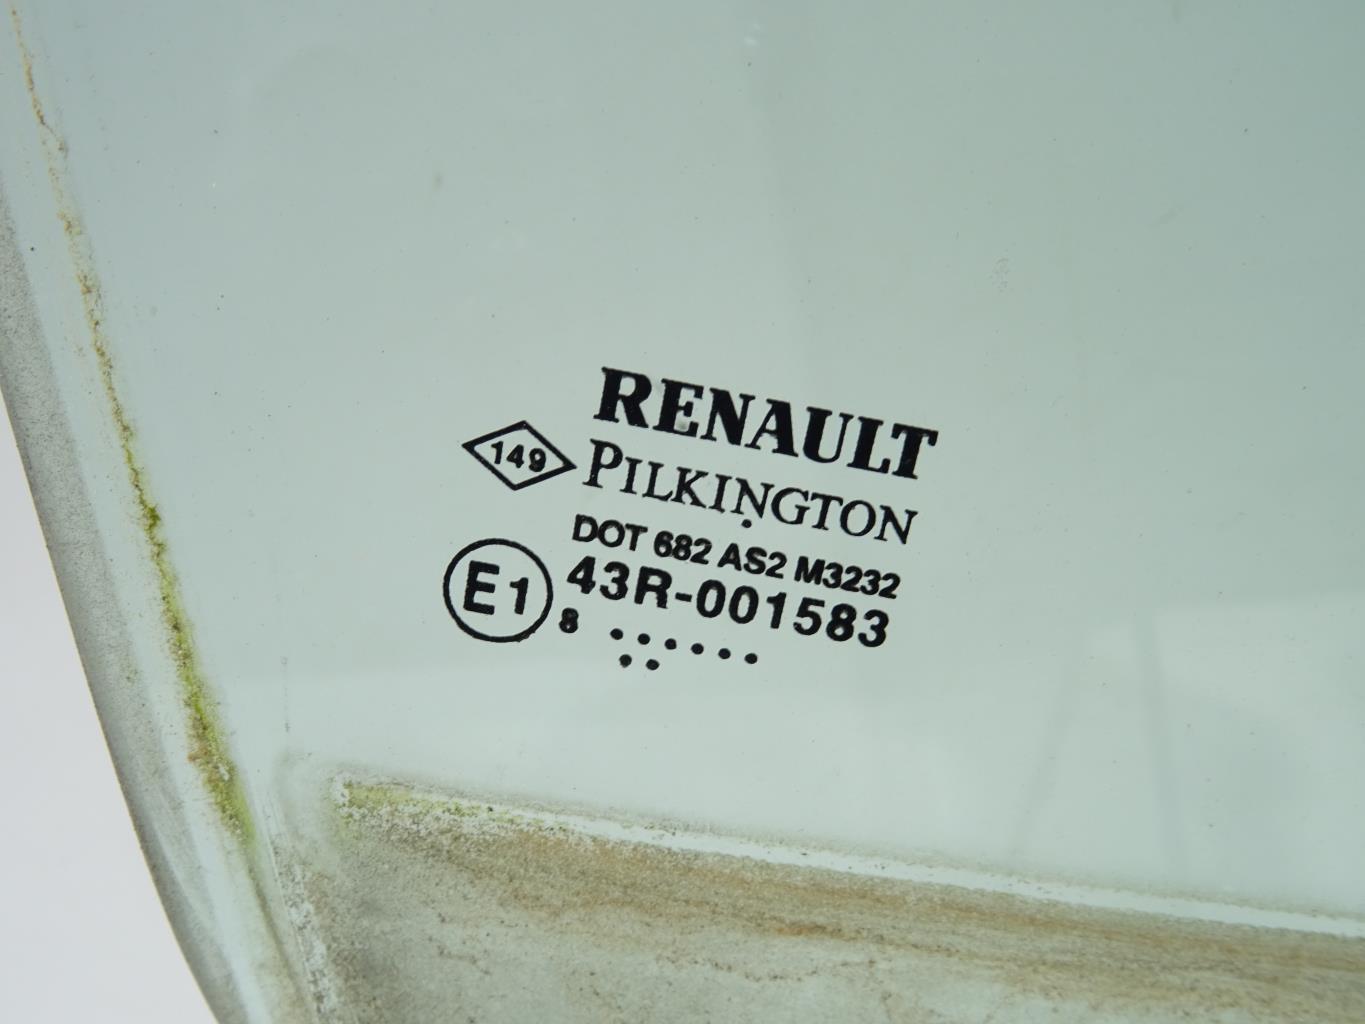 RENAULT
149
PILKINGTON
DOT 682 AS2 M3232
E1
43R-001583
8